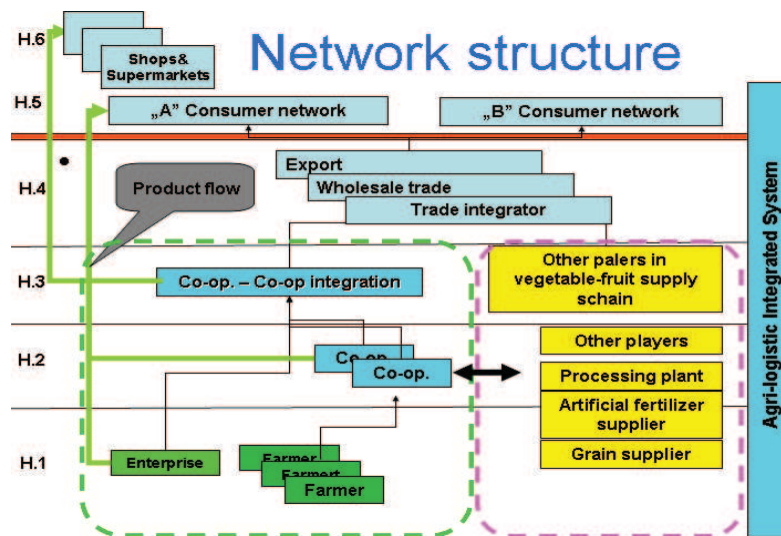 Network structure
H.6
Shops&
Supermarkets
H.5
„A” Consumer network
„B” Consumer network
H.4
Product flow
Export
Wholesale trade
Trade integrator
H.3
Co-op. – Co-op integration
Other palers in
vegetable-fruit supply
schain
H.2
Co-op.
Co-op.
Other players
Processing plant
Artificial fertilizer
supplier
H.1
Enterprise
Farmer
Farmert
Farmer
Grain supplier
Agri-logistic Integrated System